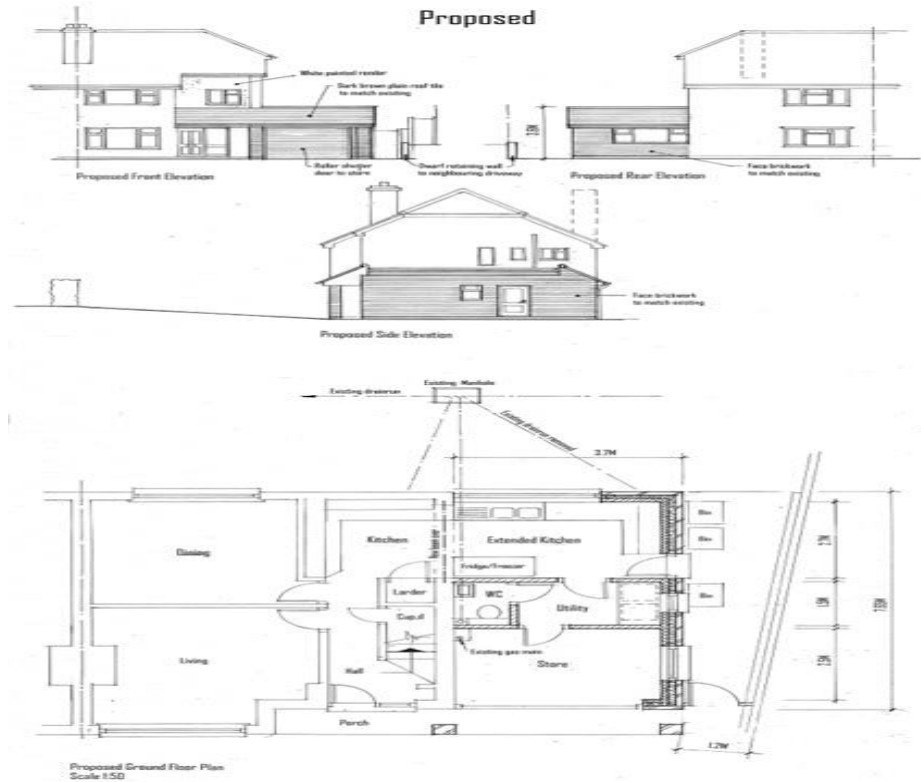 Proposed
White painted render
Dark brown plain roof tile
to match existing
Roller shutter
door to store
Dwarf retaining wall
to neighbouring driveway
Face brickwork
to match existing
Proposed Front Elevation
Proposed Rear Elevation
Face brickwork
to match existing
Proposed Side Elevation
Existing Manhole
Existing drainrun
Existing drainrun
3.7M
Dining
Kitchen
Extended Kitchen
Bin
Bin
Fridge/Freezer
Larder
WC
Utility
Bin
Cup.d
Living
Hall
Existing gas main
Store
Porch
1.2M
Proposed Ground Floor Plan
Scale 1:50